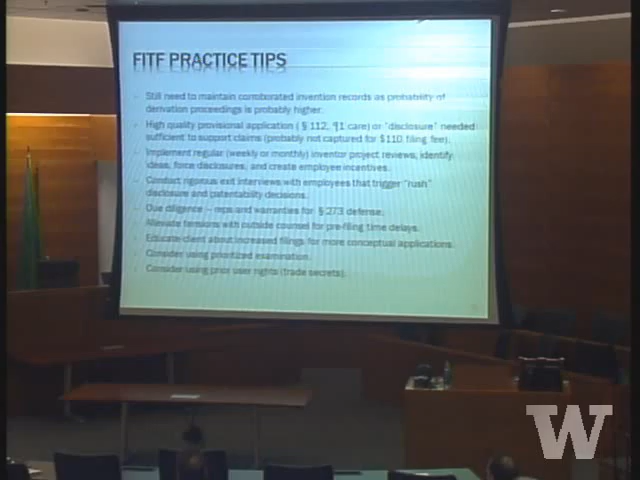 FITF PRACTICE TIPS
Still need to maintain corroborated invention records as probability of
derivation proceedings is probably higher.
High quality provisional application ( § 112, ¶1 care) or "disclosure" needed
sufficient to support claims (probably not captured for $110 filing fee).
Implement regular (weekly or monthly) inventor project reviews, identify
ideas, force disclosures, and create employee incentives.
Conduct rigorous exit interviews with employees that trigger "rush"
disclosure and patentability decisions.
Due diligence – reps and warranties for § 273 defense.
Alleviate tensions with outside counsel for pre-filing time delays.
Educate client about increased filings for more conceptual applications.
Consider using prioritized examination.
Consider using prior user rights (trade secrets).
W